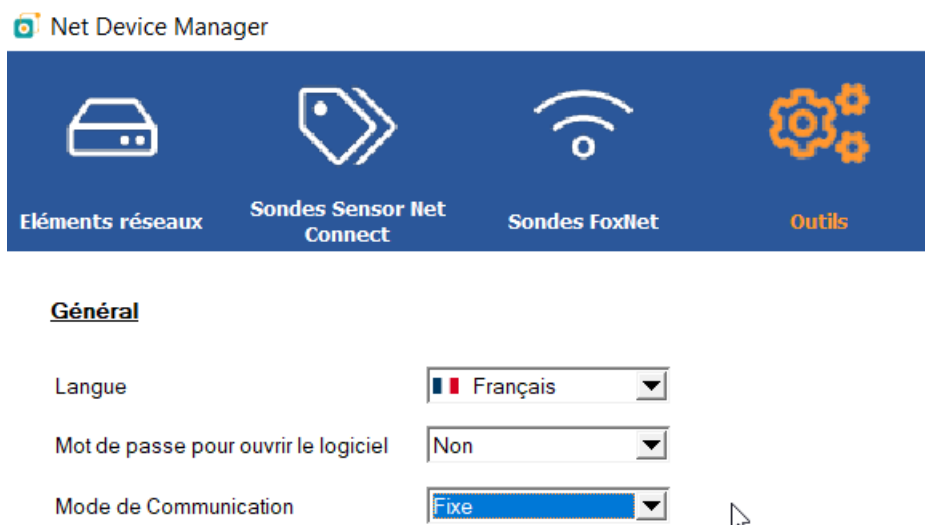 Net Device Manager
Eléments réseaux
Sondes Sensor Net
Connect
Sondes FoxNet
Outils
Général
Langue
Français
Mot de passe pour ouvrir le logiciel
Non
Mode de Communication
Fixe